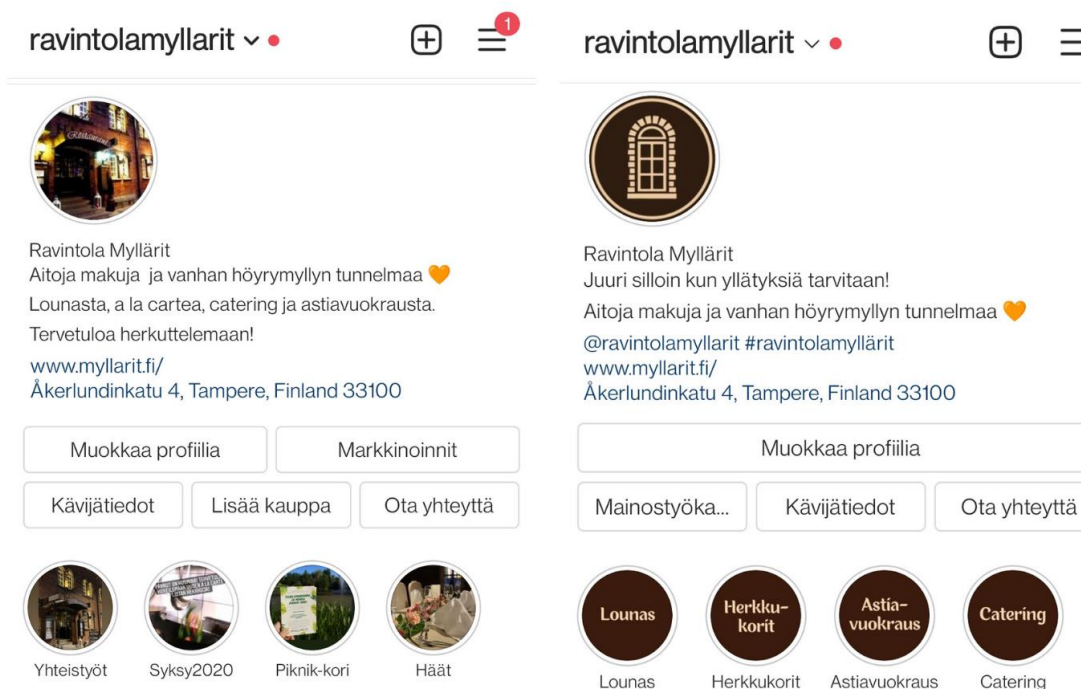 ravintolamyllarit
1
Restaurant
Ravintola Myllärit
Aitoja makuja ja vanhan höyrymyllyn tunnelmaa 🧡
Lounasta, a la cartea, catering ja astiavuokrausta.
Tervetuloa herkuttelemaan!
www.myllarit.fi/
Åkerlundinkatu 4, Tampere, Finland 33100
Muokkaa profiilia
Markkinoinnit
Kävijätiedot
Lisää kauppa
Ota yhteyttä
Yhteistyöt
Syksy2020
Piknik-kori
Häät
ravintolamyllarit
Ravintola Myllärit
Juuri silloin kun yllätyksiä tarvitaan!
Aitoja makuja ja vanhan höyrymyllyn tunnelmaa 🧡
@ravintolamyllarit #ravintolamyllärit
www.myllarit.fi/
Åkerlundinkatu 4, Tampere, Finland 33100
Muokkaa profiilia
Mainostyöka...
Kävijätiedot
Ota yhteyttä
Lounas
Herkku-
korit
Astia-
vuokraus
Catering
Lounas
Herkkukorit
Astiavuokraus
Catering